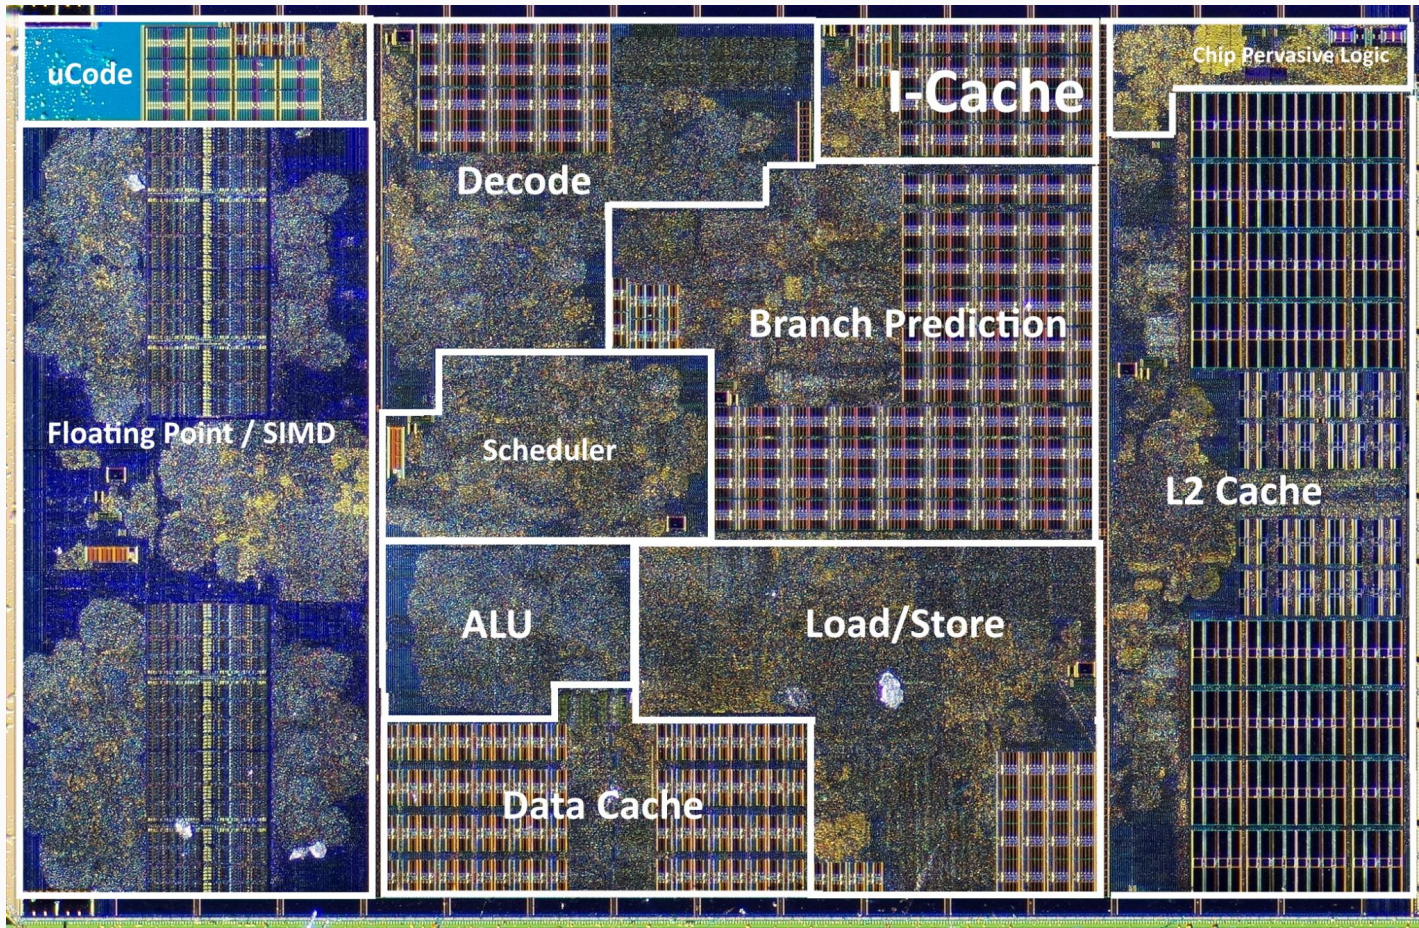 uCode
I-Cache
Chip Pervasive Logic
Decode
Branch Prediction
Floating Point / SIMD
Scheduler
L2 Cache
ALU
Load/Store
Data Cache